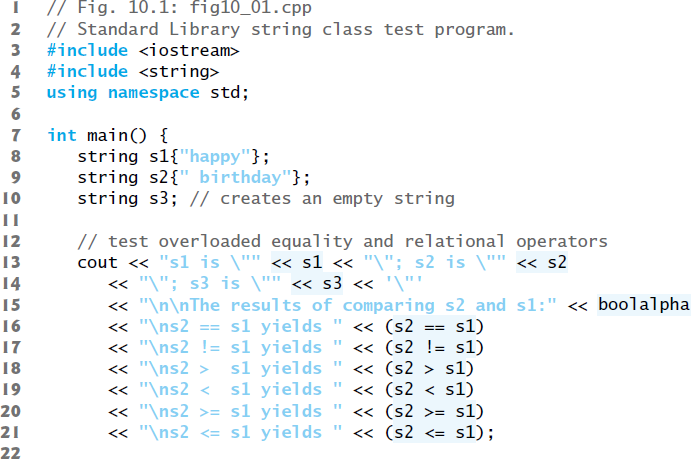 1 // Fig. 10.1: fig10_01.cpp
2 // Standard Library string class test program.
3 #include <iostream>
4 #include <string>
5 using namespace std;
6
7 int main() {
8 string s1{"happy"};
9 string s2{" birthday"};
10 string s3; // creates an empty string
11
12 // test overloaded equality and relational operators
13 cout << "s1 is \"" << s1 << "\"; s2 is \"" << s2
14 << "\"; s3 is \"" << s3 << '\"'
15 << "\n\nThe results of comparing s2 and s1:" << boolalpha
16 << "\ns2 == s1 yields " << (s2 == s1)
17 << "\ns2 != s1 yields " << (s2 != s1)
18 << "\ns2 >  s1 yields " << (s2 > s1)
19 << "\ns2 <  s1 yields " << (s2 < s1)
20 << "\ns2 >= s1 yields " << (s2 >= s1)
21 << "\ns2 <= s1 yields " << (s2 <= s1);
22